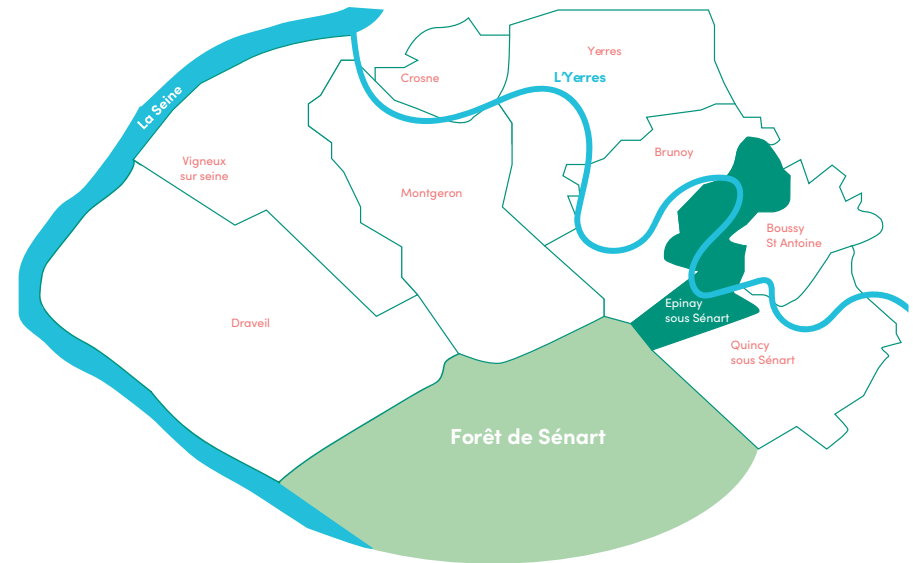 Yerres
L'Yerres
Crosne
La Seine
Brunoy
Vigneux
sur seine
Montgeron
Boussy
St Antoine
Epinay
sous Sénart
Draveil
Quincy
sous Sénart
Forêt de Sénart